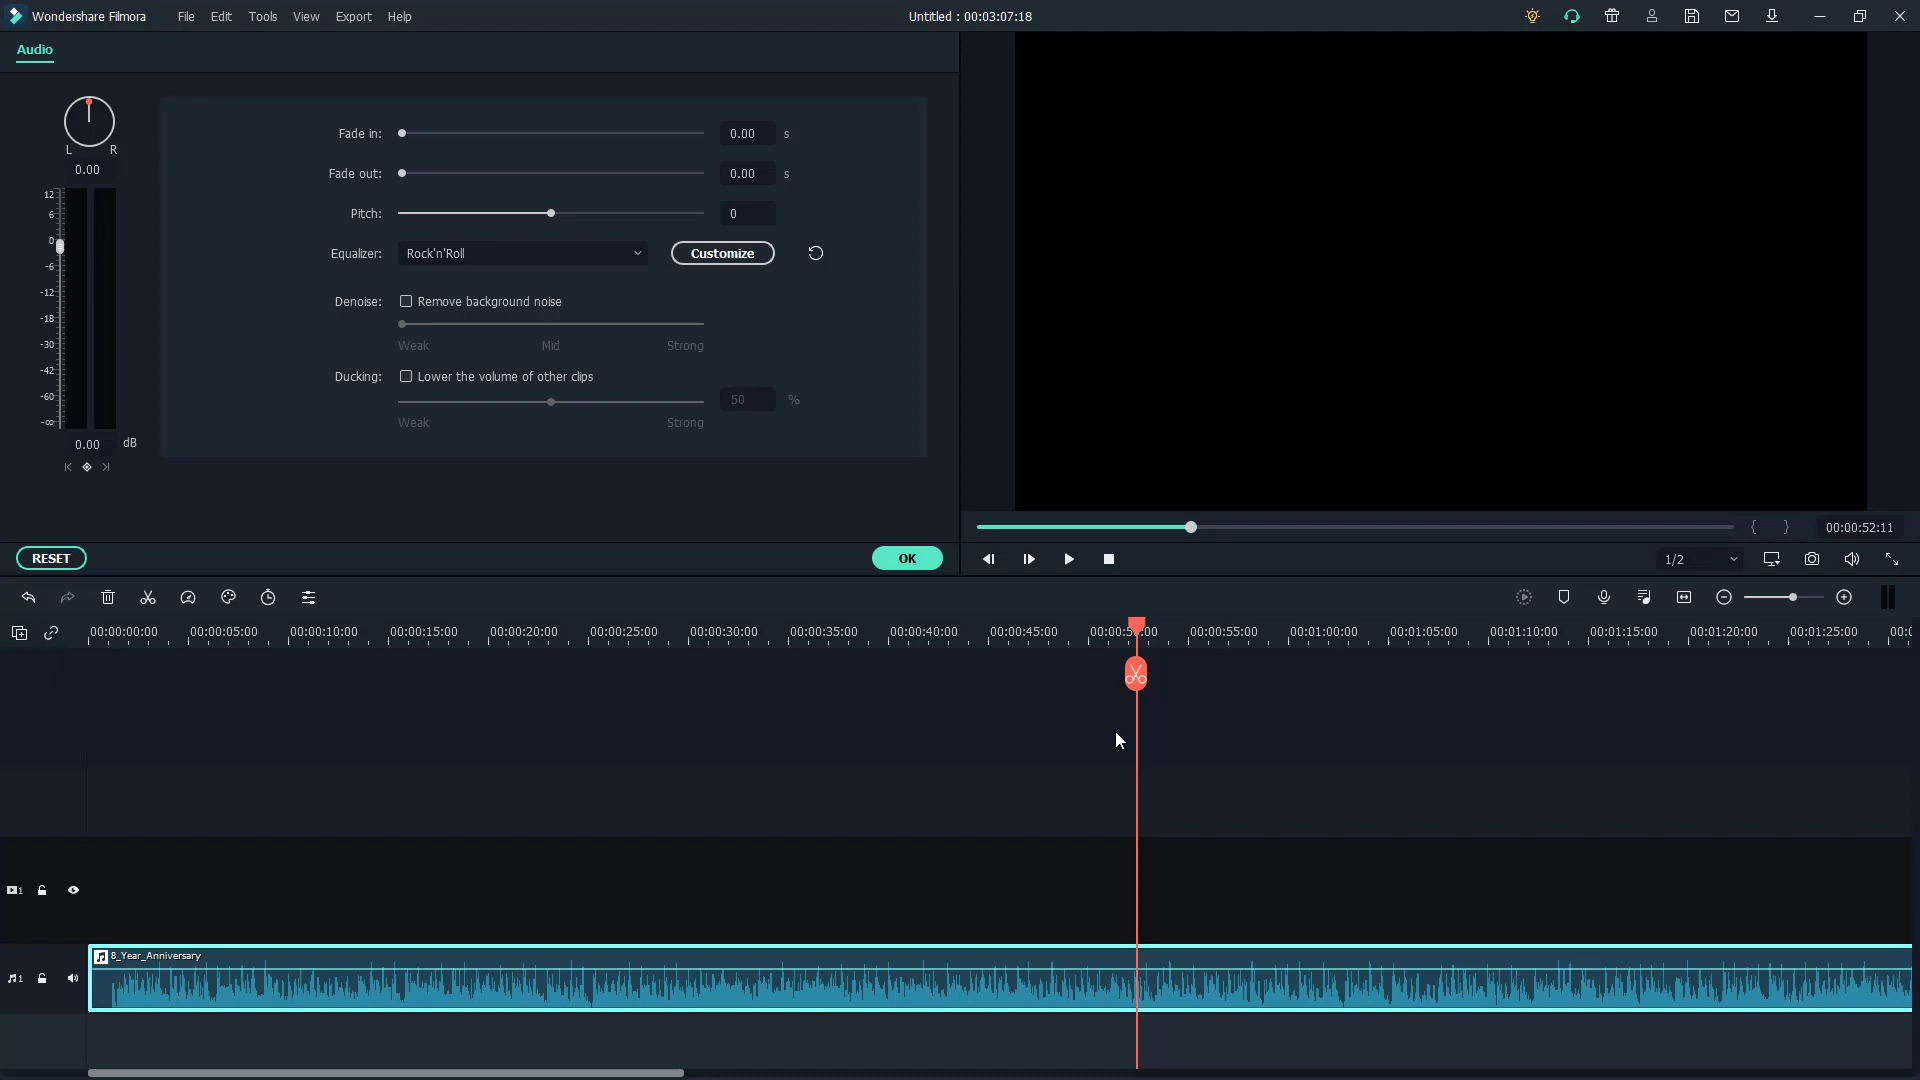 Wondershare Filmora File Edit Tools View Export Help Untitled : 00:03:07:18
Audio
L R
0.00
12
6
0
-6
-12
-18
-30
-42
-60
-∞
0.00 dB
Fade in: 0.00 s
Fade out: 0.00 s
Pitch: 0
Equalizer: Rock'n'Roll Customize
Denoise: Remove background noise
Weak Mid Strong
Ducking: Lower the volume of other clips
50 %
Weak Strong
{ } 00:00:52:11
RESET OK 1/2
00:00:00:00 00:00:05:00 00:00:10:00 00:00:15:00 00:00:20:00 00:00:25:00 00:00:30:00 00:00:35:00 00:00:40:00 00:00:45:00 00:00:50:00 00:00:55:00 00:01:00:00 00:01:05:00 00:01:10:00 00:01:15:00 00:01:20:00 00:01:25:00 00:0
1
8_Year_Anniversary
1